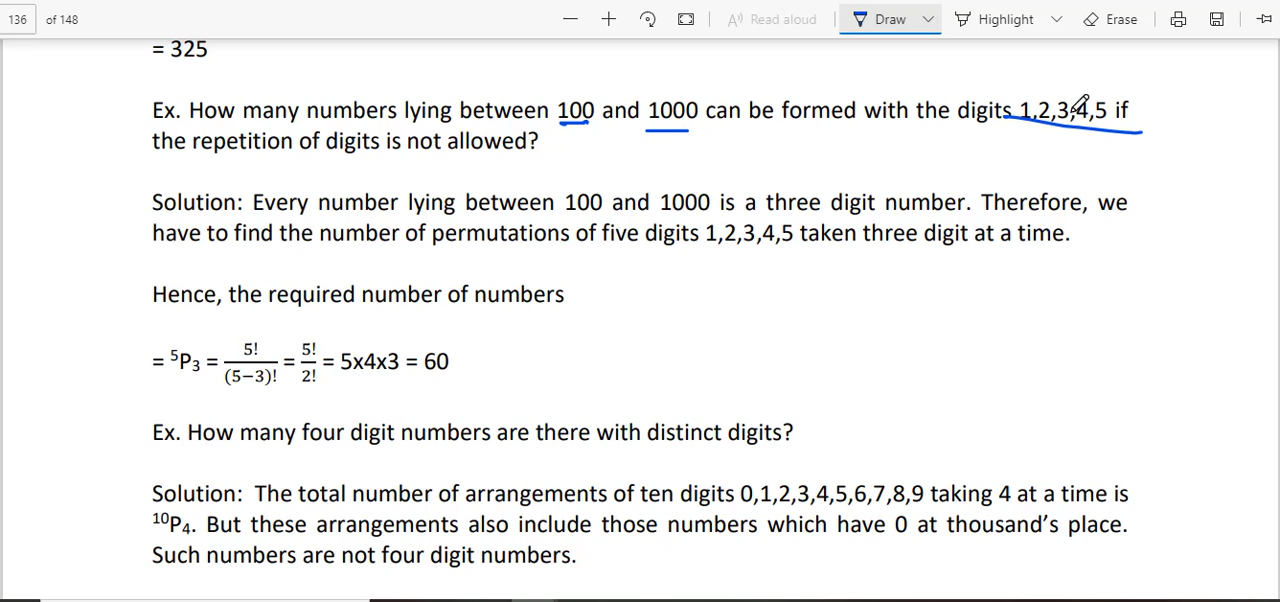 136 of 148 Read aloud Draw Highlight Erase
= 325
Ex. How many numbers lying between 100 and 1000 can be formed with the digits 1,2,3,4,5 if
the repetition of digits is not allowed?
Solution: Every number lying between 100 and 1000 is a three digit number. Therefore, we
have to find the number of permutations of five digits 1,2,3,4,5 taken three digit at a time.
Hence, the required number of numbers
= ⁵P₃ = 5!/(5−3)! = 5!/2! = 5x4x3 = 60
Ex. How many four digit numbers are there with distinct digits?
Solution: The total number of arrangements of ten digits 0,1,2,3,4,5,6,7,8,9 taking 4 at a time is
¹⁰P₄. But these arrangements also include those numbers which have 0 at thousand’s place.
Such numbers are not four digit numbers.